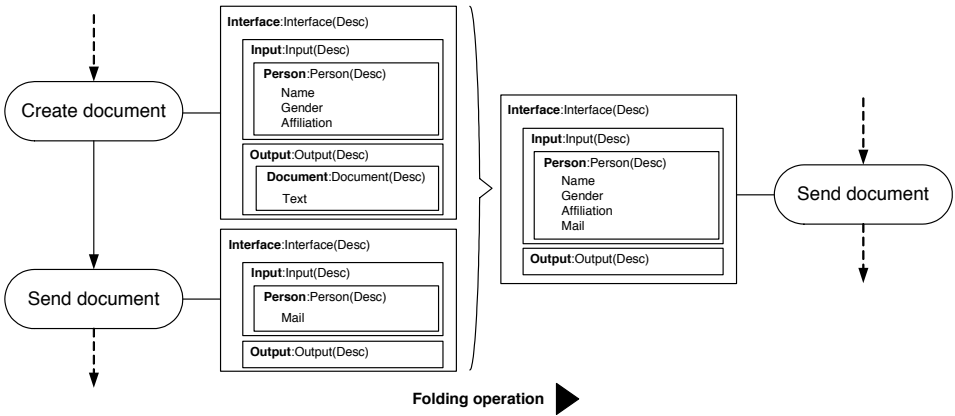 Create document
Interface:Interface(Desc)
Input:Input(Desc)
Person:Person(Desc)
Name
Gender
Affiliation
Output:Output(Desc)
Document:Document(Desc)
Text
Send document
Interface:Interface(Desc)
Input:Input(Desc)
Person:Person(Desc)
Mail
Output:Output(Desc)
Interface:Interface(Desc)
Input:Input(Desc)
Person:Person(Desc)
Name
Gender
Affiliation
Mail
Output:Output(Desc)
Send document
Folding operation